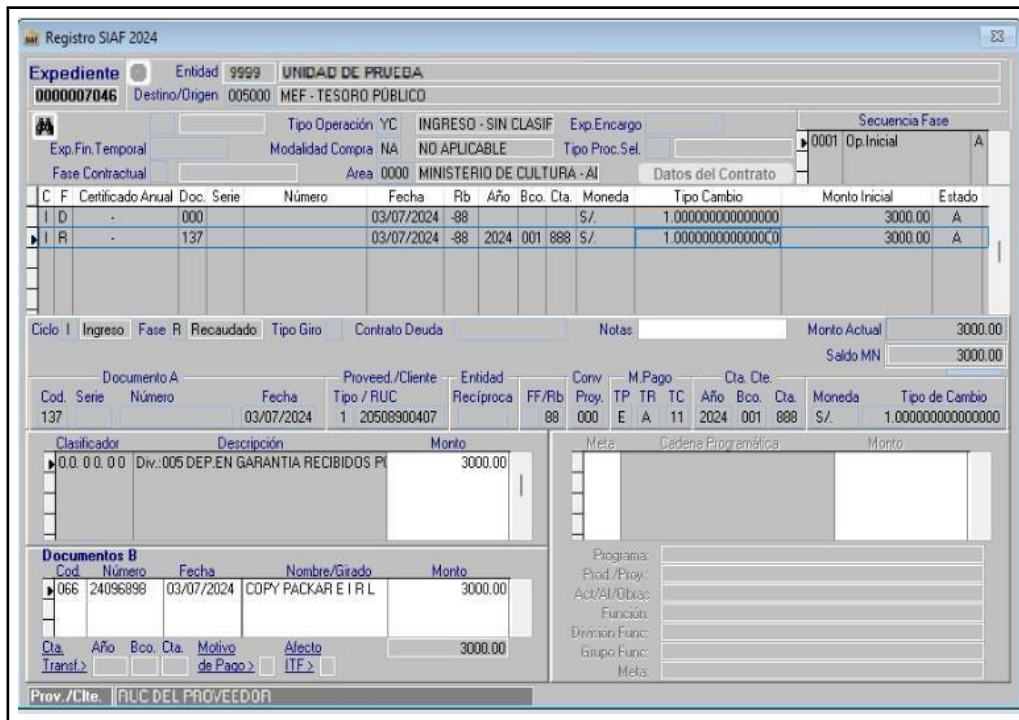 Registro SIAF 2024
Expediente Entidad 9999 UNIDAD DE PRUEBA
0000007046 Destino/Origen 005000 MEF - TESORO PÚBLICO
Tipo Operación YC INGRESO - SIN CLASIF Exp.Encargo Secuencia Fase
Exp.Fin.Temporal Modalidad Compra NA NO APLICABLE Tipo Proc.Sel. 0001 Op.Inicial A
Fase Contractual Area 0000 MINISTERIO DE CULTURA - AI Datos del Contrato
C F Certificado Anual Doc. Serie Número Fecha Rb Año Bco. Cta. Moneda Tipo Cambio Monto Inicial Estado
I D - 000 03/07/2024 -88 S/. 1.000000000000000 3000.00 A
I R - 137 03/07/2024 -88 2024 001 888 S/. 1.000000000000000 3000.00 A
Ciclo I Ingreso Fase R Recaudado Tipo Giro Contrato Deuda Notas Monto Actual 3000.00
Saldo MN 3000.00
Documento A Proveed./Cliente Entidad Conv M.Pago Cta. Cte.
Cod. Serie Número Fecha Tipo / RUC Recíproca FF/Rb Proy. TP TR TC Año Bco. Cta. Moneda Tipo de Cambio
137 03/07/2024 1 20508900407 88 000 E A 11 2024 001 888 S/. 1.000000000000000
Clasificador Descripción Monto Meta Cadena Programática Monto
0.0. 0 0. 0 0 Div.:005 DEP.EN GARANTIA RECIBIDOS P( 3000.00
Documentos B Programa:
Cod. Número Fecha Nombre/Girado Monto Prod./Proy.:
066 24096898 03/07/2024 COPY PACKAR E I R L 3000.00 Act/AI/Obras:
Función:
División Func:
Cta. Año Bco. Cta. Motivo Afecto 3000.00 Grupo Func:
Transf.> de Pago > ITF > Meta:
Prov./Clte. RUC DEL PROVEEDOR